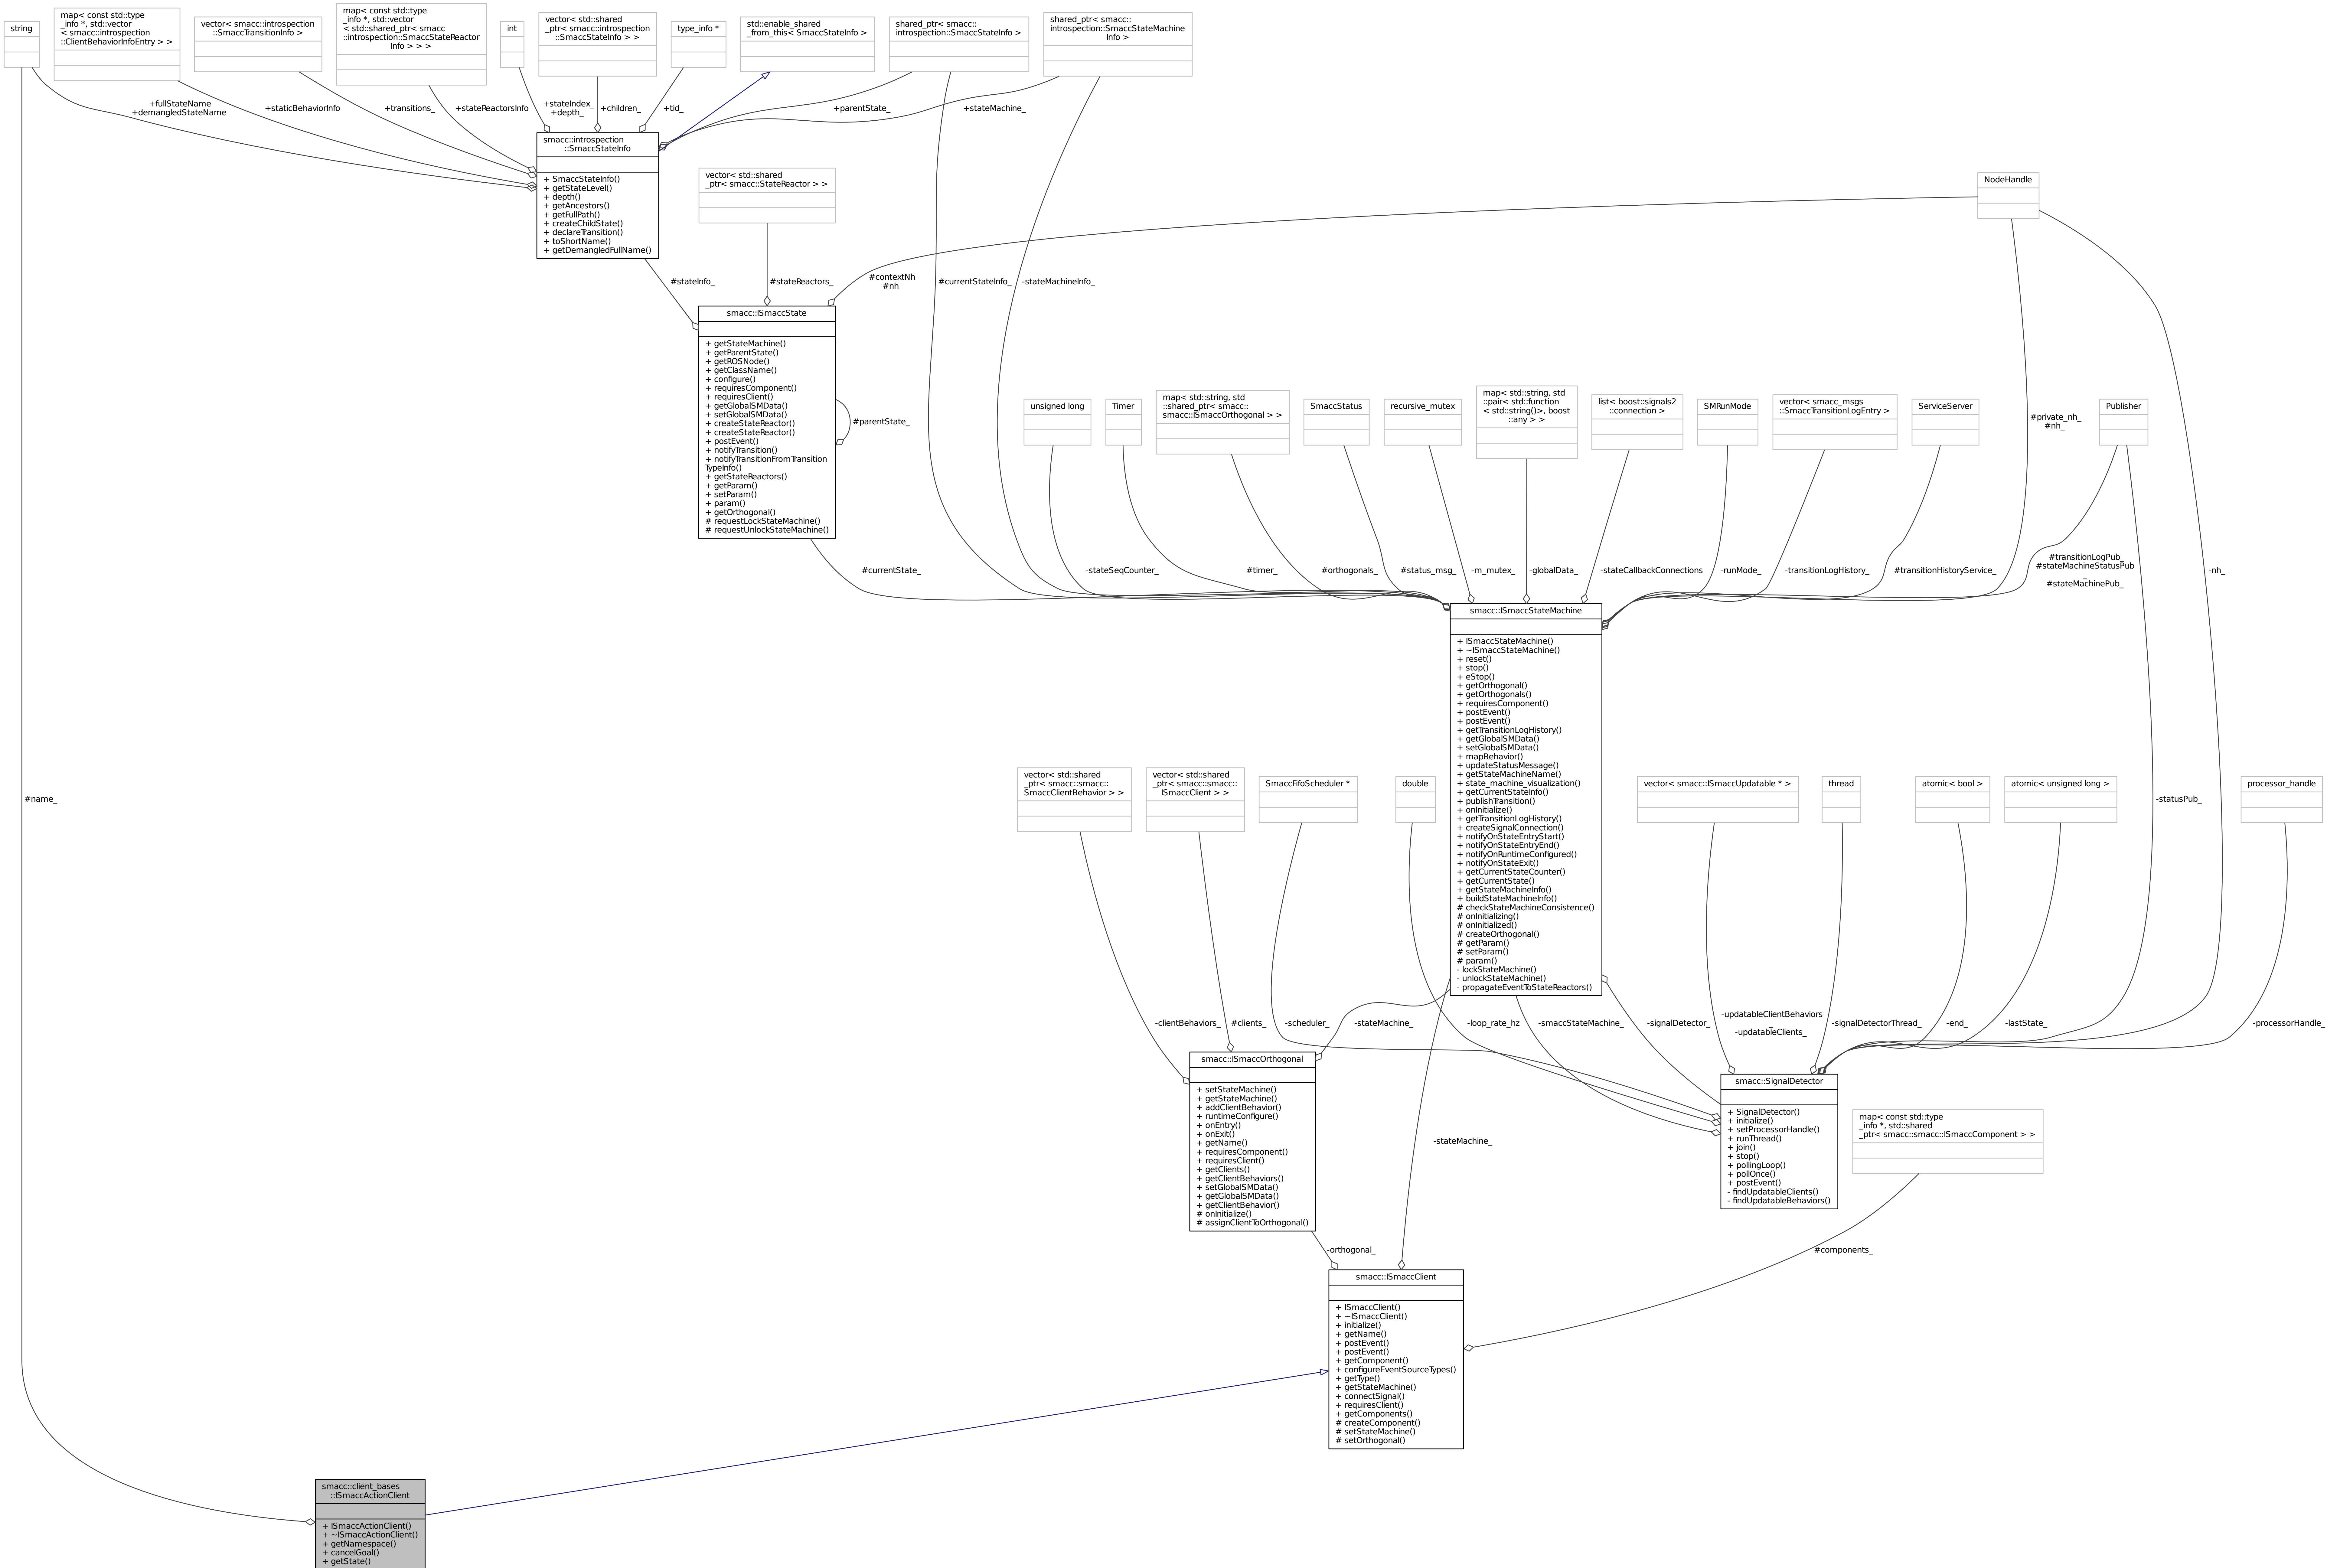 string
map< const std::type
_info *, std::vector
< smacc::introspection
::ClientBehaviorInfoEntry > >
vector< smacc::introspection
::SmaccTransitionInfo >
map< const std::type
_info *, std::vector
< std::shared_ptr< smacc
::introspection::SmaccStateReactor
Info > > >
int
vector< std::shared
_ptr< smacc::introspection
::SmaccStateInfo > >
type_info *
std::enable_shared
_from_this< SmaccStateInfo >
shared_ptr< smacc::
introspection::SmaccStateInfo >
shared_ptr< smacc::
introspection::SmaccStateMachine
Info >
+fullStateName
+demangledStateName
+staticBehaviorInfo
+transitions_
+stateReactorsInfo
+stateIndex_
+depth_
+children_
+tid_
+parentState_
+stateMachine_
smacc::introspection
::SmaccStateInfo
+ SmaccStateInfo()
+ getStateLevel()
+ depth()
+ getAncestors()
+ getFullPath()
+ createChildState()
+ declareTransition()
+ toShortName()
+ getDemangledFullName()
vector< std::shared
_ptr< smacc::StateReactor > >
NodeHandle
#stateInfo_
#stateReactors_
#contextNh
#nh
#currentStateInfo_
-stateMachineInfo_
smacc::ISmaccState
+ getStateMachine()
+ getParentState()
+ getROSNode()
+ getClassName()
+ configure()
+ requiresComponent()
+ requiresClient()
+ getGlobalSMData()
+ setGlobalSMData()
+ createStateReactor()
+ createStateReactor()
+ postEvent()
+ notifyTransition()
+ notifyTransitionFromTransition
TypeInfo()
+ getStateReactors()
+ getParam()
+ setParam()
+ param()
+ getOrthogonal()
# requestLockStateMachine()
# requestUnlockStateMachine()
#parentState_
unsigned long
Timer
map< std::string, std
::shared_ptr< smacc::
smacc::ISmaccOrthogonal > >
SmaccStatus
recursive_mutex
map< std::string, std
::pair< std::function
< std::string()>, boost
::any > >
list< boost::signals2
::connection >
SMRunMode
vector< smacc_msgs
::SmaccTransitionLogEntry >
ServiceServer
#private_nh_
#nh_
Publisher
#currentState_
-stateSeqCounter_
#timer_
#orthogonals_
#status_msg_
-m_mutex_
-globalData_
-stateCallbackConnections
-runMode_
-transitionLogHistory_
#transitionHistoryService_
#transitionLogPub_
#stateMachineStatusPub
_
#stateMachinePub_
-nh_
smacc::ISmaccStateMachine
+ ISmaccStateMachine()
+ ~ISmaccStateMachine()
+ reset()
+ stop()
+ eStop()
+ getOrthogonal()
+ getOrthogonals()
+ requiresComponent()
+ postEvent()
+ postEvent()
+ getTransitionLogHistory()
+ getGlobalSMData()
+ setGlobalSMData()
+ mapBehavior()
+ updateStatusMessage()
+ getStateMachineName()
+ state_machine_visualization()
+ getCurrentStateInfo()
+ publishTransition()
+ onInitialize()
+ getTransitionLogHistory()
+ createSignalConnection()
+ notifyOnStateEntryStart()
+ notifyOnStateEntryEnd()
+ notifyOnRuntimeConfigured()
+ notifyOnStateExit()
+ getCurrentStateCounter()
+ getCurrentState()
+ getStateMachineInfo()
+ buildStateMachineInfo()
# checkStateMachineConsistence()
# onInitializing()
# onInitialized()
# createOrthogonal()
# getParam()
# setParam()
# param()
- lockStateMachine()
- unlockStateMachine()
- propagateEventToStateReactors()
#name_
vector< std::shared
_ptr< smacc::smacc::
SmaccClientBehavior > >
vector< std::shared
_ptr< smacc::smacc::
ISmaccClient > >
SmaccFifoScheduler *
double
vector< smacc::ISmaccUpdatable * >
thread
atomic< bool >
atomic< unsigned long >
-statusPub_
processor_handle
-clientBehaviors_
#clients_
-scheduler_
-stateMachine_
-loop_rate_hz
-smaccStateMachine_
-signalDetector_
-updatableClientBehaviors
_
-updatableClients_
-signalDetectorThread_
-end_
-lastState_
-processorHandle_
smacc::ISmaccOrthogonal
+ setStateMachine()
+ getStateMachine()
+ addClientBehavior()
+ runtimeConfigure()
+ onEntry()
+ onExit()
+ getName()
+ requiresComponent()
+ requiresClient()
+ getClients()
+ getClientBehaviors()
+ setGlobalSMData()
+ getGlobalSMData()
+ getClientBehavior()
# onInitialize()
# assignClientToOrthogonal()
-stateMachine_
smacc::SignalDetector
+ SignalDetector()
+ initialize()
+ setProcessorHandle()
+ runThread()
+ join()
+ stop()
+ pollingLoop()
+ pollOnce()
+ postEvent()
- findUpdatableClients()
- findUpdatableBehaviors()
map< const std::type
_info *, std::shared
_ptr< smacc::smacc::ISmaccComponent > >
-orthogonal_
#components_
smacc::ISmaccClient
+ ISmaccClient()
+ ~ISmaccClient()
+ initialize()
+ getName()
+ postEvent()
+ postEvent()
+ getComponent()
+ configureEventSourceTypes()
+ getType()
+ getStateMachine()
+ connectSignal()
+ requiresClient()
+ getComponents()
# createComponent()
# setStateMachine()
# setOrthogonal()
smacc::client_bases
::ISmaccActionClient
+ ISmaccActionClient()
+ ~ISmaccActionClient()
+ getNamespace()
+ cancelGoal()
+ getState()